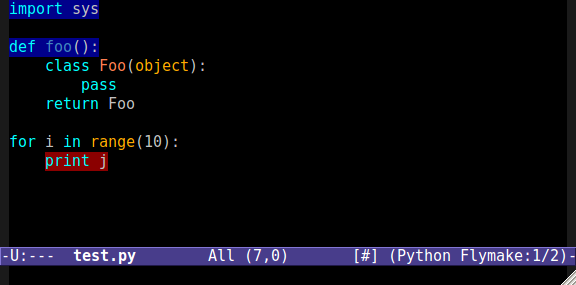 import sys
def foo():
    class Foo(object):
        pass
    return Foo
for i in range(10):
    print j
-U:---  test.py        All (7,0)       [#] (Python Flymake:1/2)-